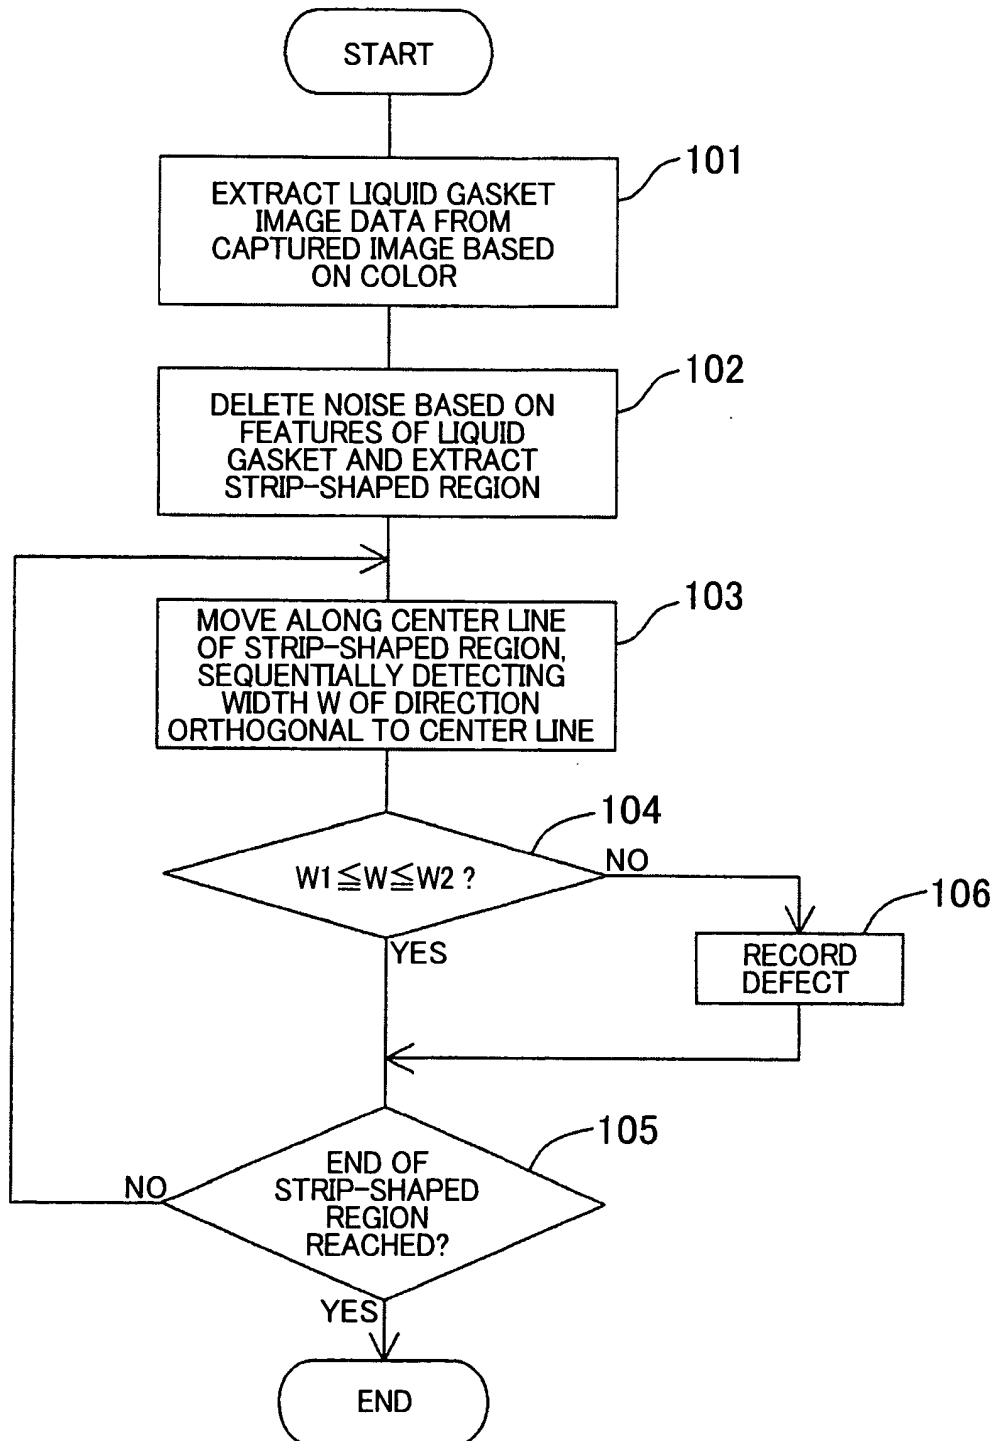 START
101
EXTRACT LIQUID GASKET
IMAGE DATA FROM
CAPTURED IMAGE BASED
ON COLOR
102
DELETE NOISE BASED ON
FEATURES OF LIQUID
GASKET AND EXTRACT
STRIP-SHAPED REGION
103
MOVE ALONG CENTER LINE
OF STRIP-SHAPED REGION,
SEQUENTIALLY DETECTING
WIDTH W OF DIRECTION
ORTHOGONAL TO CENTER LINE
104
W1≦W≦W2 ?
NO
YES
106
RECORD
DEFECT
105
END OF
STRIP-SHAPED
REGION
REACHED?
NO
YES
END